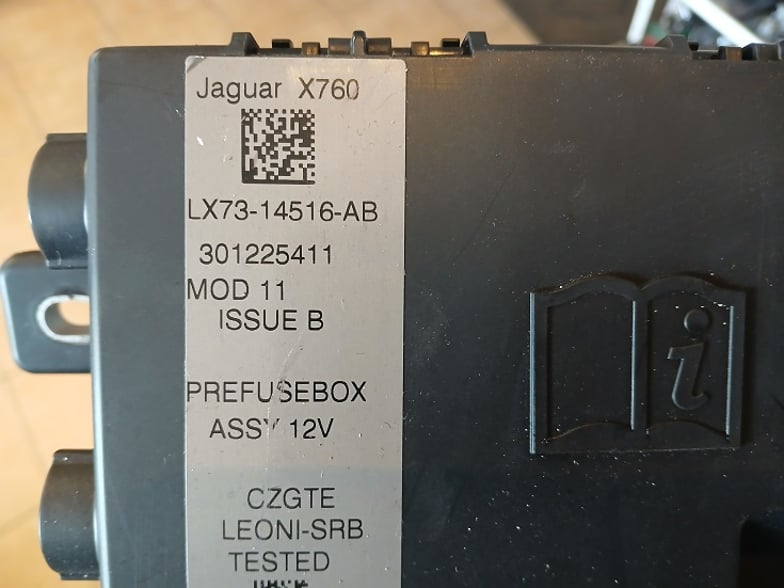 Jaguar X760
LX73-14516-AB
301225411
MOD 11
ISSUE B
PREFUSEBOX
ASSY 12V
CZGTE
LEONI-SRB
TESTED
i